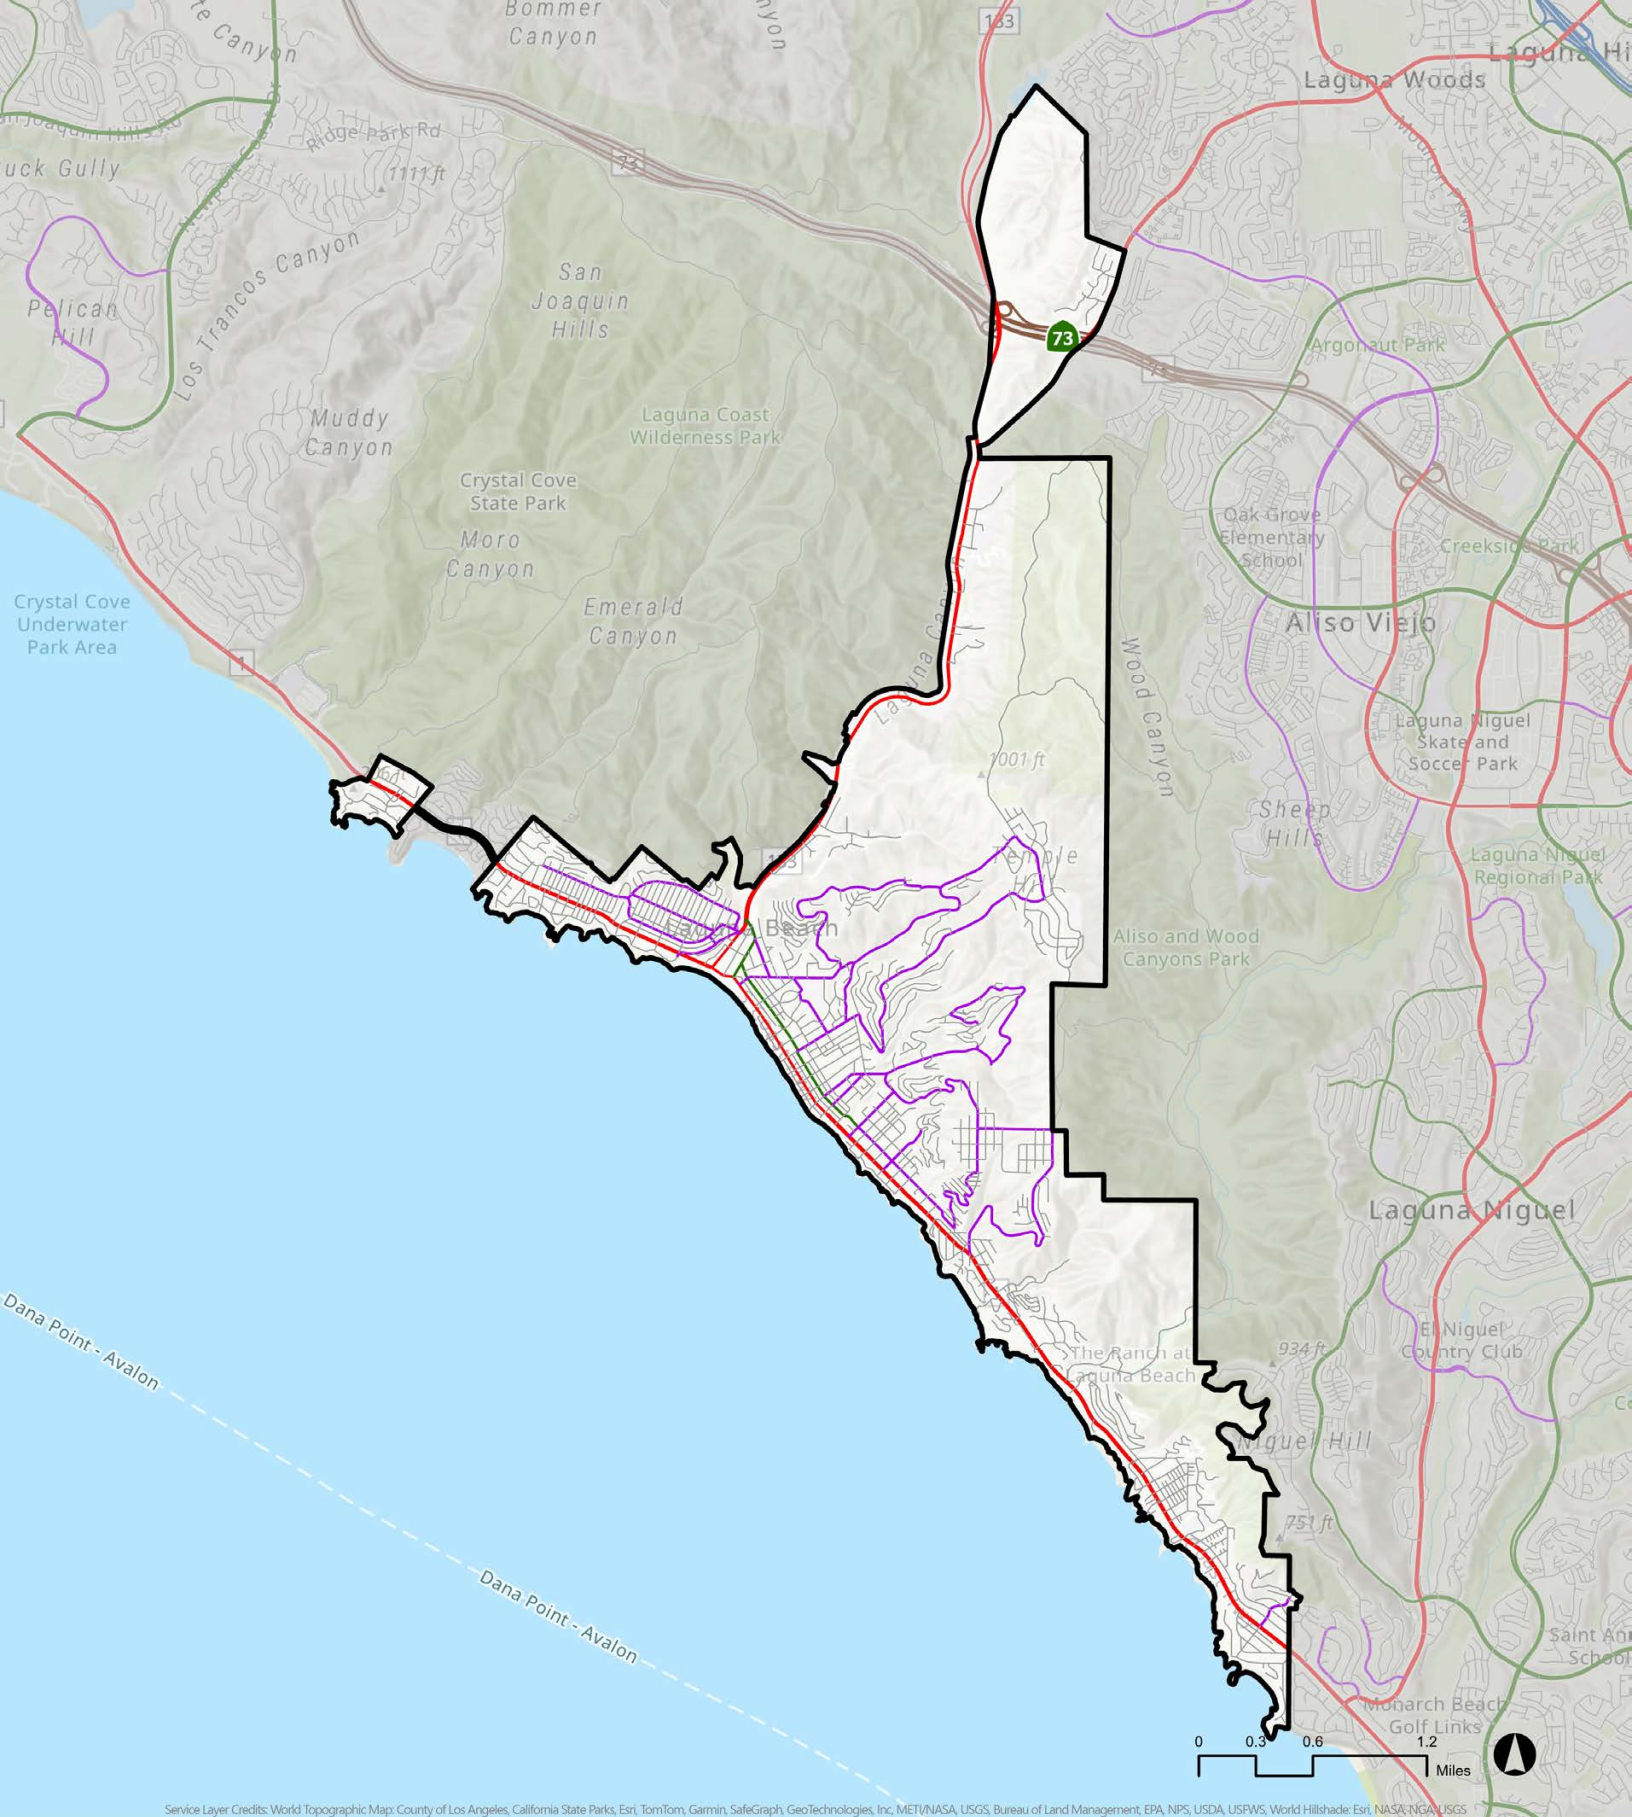 Bommer
Canyon
Canyon
133
Laguna Woods
Ridge Park Rd
73
1111 ft
Los Trancos Canyon
San
Joaquin
Hills
Pelican
Hill
73
Argonaut Park
73
Muddy
Canyon
Laguna Coast
Wilderness Park
Crystal Cove
State Park
Oak Grove
Elementary
School
Creekside Park
Moro
Canyon
Crystal Cove
Underwater
Park Area
Emerald
Canyon
Aliso Viejo
1
Wood Canyon
Laguna Niguel
Skate and
Soccer Park
1001 ft
Sheep
Hills
Laguna Niguel
Regional Park
Laguna Beach
Aliso and Wood
Canyons Park
Laguna Niguel
Dana Point - Avalon
El Niguel
Country Club
934 ft
The Ranch at
Laguna Beach
Niguel Hill
751 ft
Dana Point - Avalon
Monarch Beach
Golf Links
0 0.3 0.6 1.2
Miles
Service Layer Credits: World Topographic Map: County of Los Angeles, California State Parks, Esri, TomTom, Garmin, SafeGraph, GeoTechnologies, Inc, METI/NASA, USGS, Bureau of Land Management, EPA, NPS, USDA, USFWS, World Hillshade: Esri, NASA, NGA, USGS